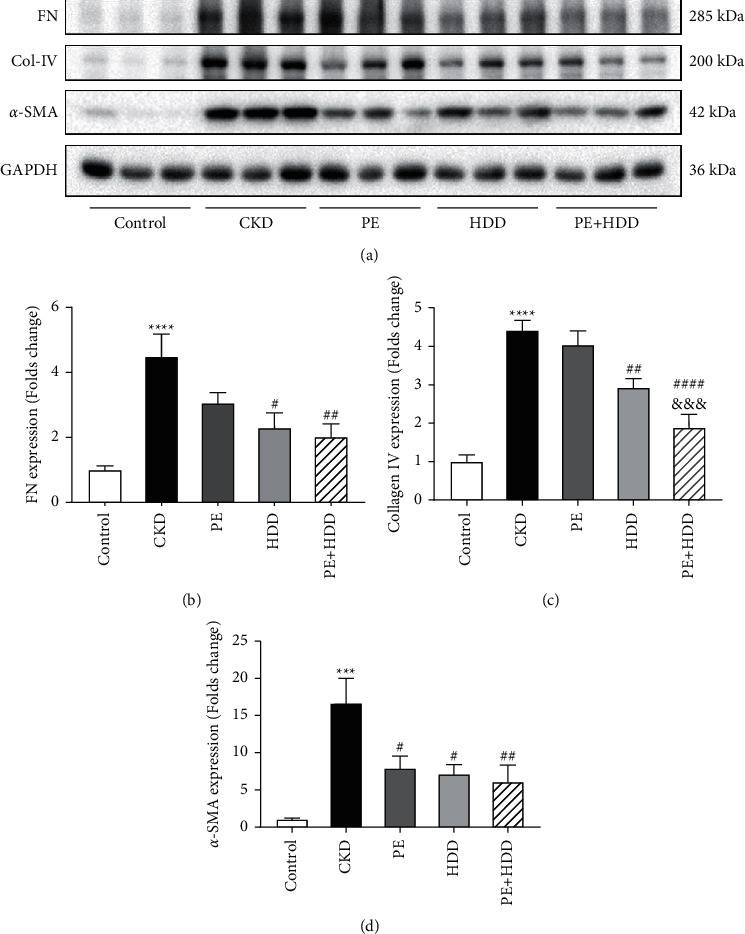 FN 285 kDa
Col-IV 200 kDa
α-SMA 42 kDa
GAPDH 36 kDa
Control CKD PE HDD PE+HDD
(a)
FN expression (Folds change)
6
4
2
0
****
#
##
Control CKD PE HDD PE+HDD
(b)
Collagen IV expression (Folds change)
5
4
3
2
1
0
****
##
####
&&&
Control CKD PE HDD PE+HDD
(c)
α-SMA expression (Folds change)
25
20
15
10
5
0
***
#
#
##
Control CKD PE HDD PE+HDD
(d)